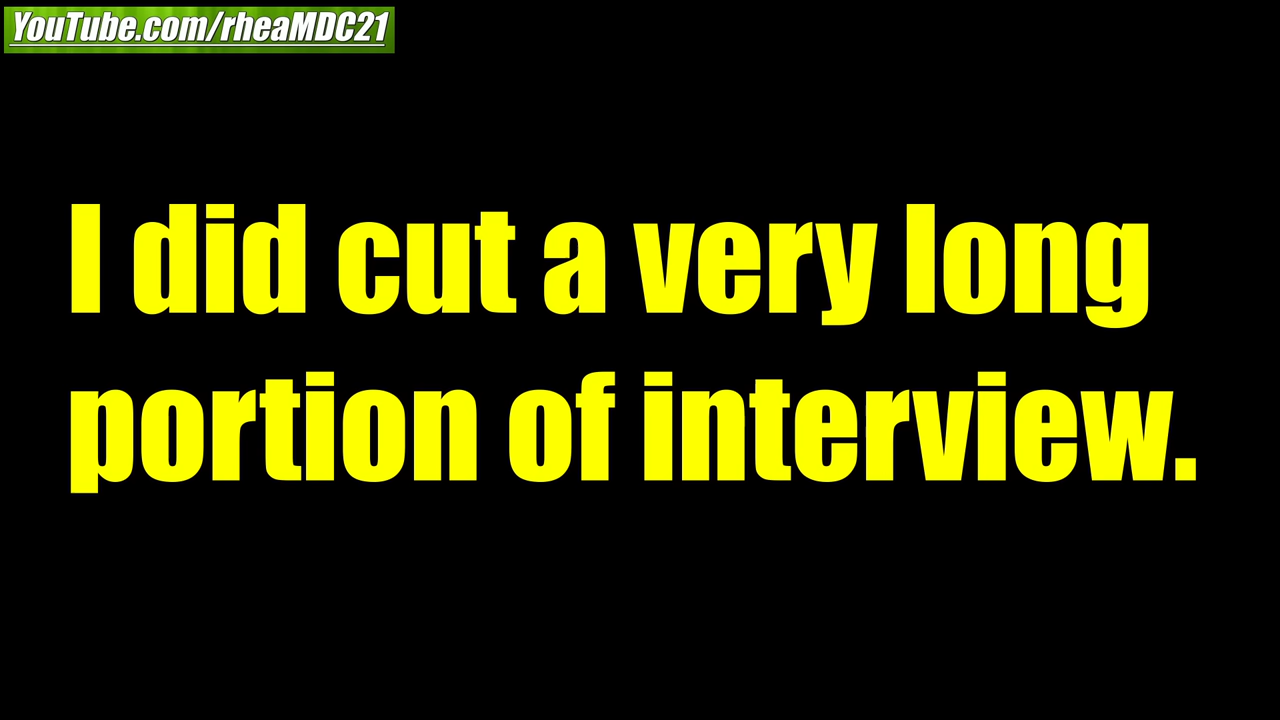 YouTube.com/rheaMDC21
I did cut a very long
portion of interview.